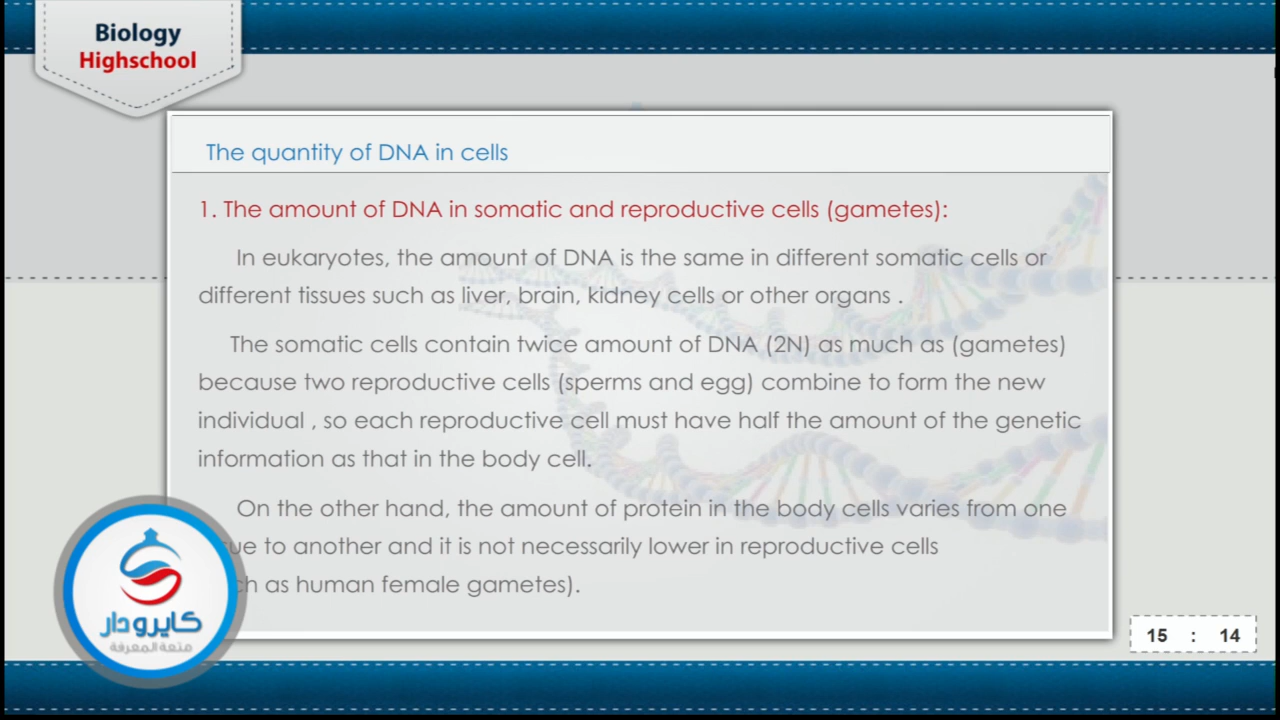 Biology
Highschool
The quantity of DNA in cells
1. The amount of DNA in somatic and reproductive cells (gametes):
In eukaryotes, the amount of DNA is the same in different somatic cells or
different tissues such as liver, brain, kidney cells or other organs .
The somatic cells contain twice amount of DNA (2N) as much as (gametes)
because two reproductive cells (sperms and egg) combine to form the new
individual , so each reproductive cell must have half the amount of the genetic
information as that in the body cell.
On the other hand, the amount of protein in the body cells varies from one
to another and it is not necessarily lower in reproductive cells
as human female gametes).
كايرودار
متعة المعرفة
15 : 14